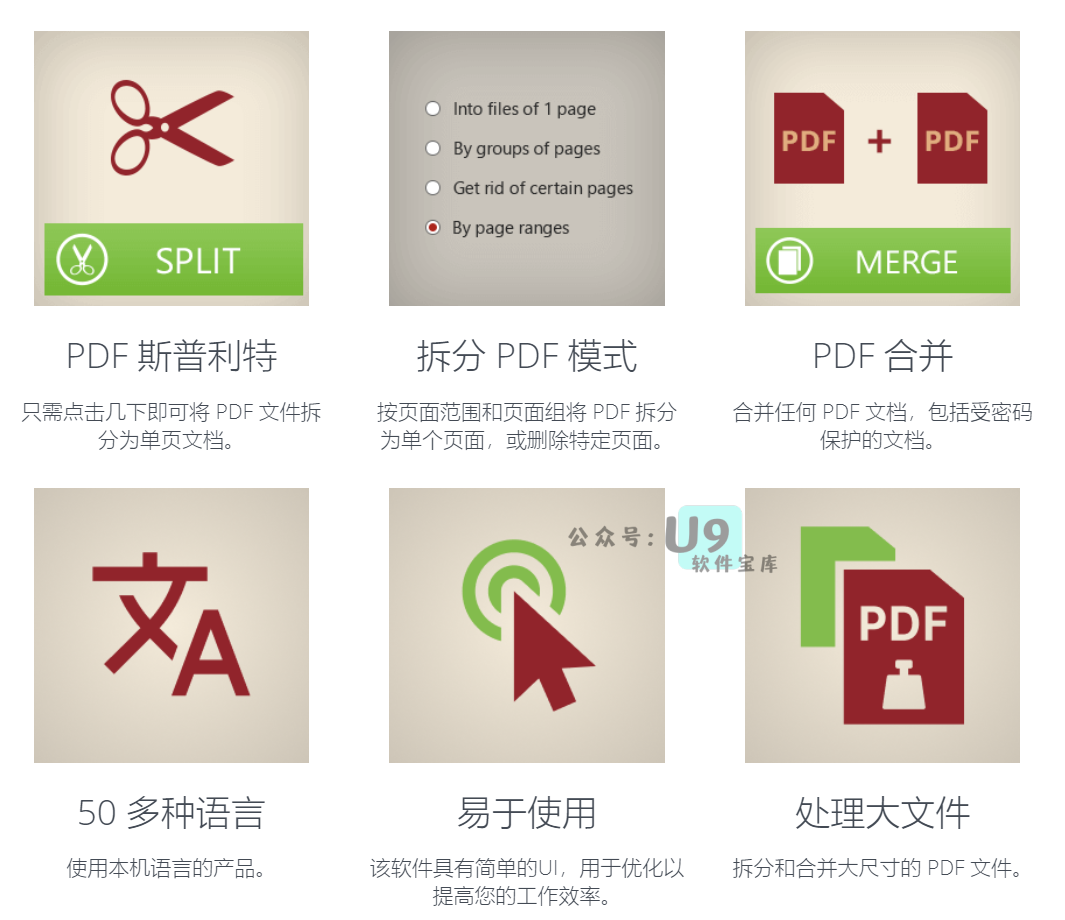 Into files of 1 page
By groups of pages
Get rid of certain pages
By page ranges
SPLIT
PDF + PDF
MERGE
PDF 斯普利特
拆分 PDF 模式
PDF 合并
只需点击几下即可将 PDF 文件拆
分为单页文档。
按页面范围和页面组将 PDF 拆分
为单个页面，或删除特定页面。
合并任何 PDF 文档，包括受密码
保护的文档。
文A
公众号：U9
软件宝库
PDF
50 多种语言
易于使用
处理大文件
使用本机语言的产品。
该软件具有简单的UI，用于优化以
提高您的工作效率。
拆分和合并大尺寸的 PDF 文件。